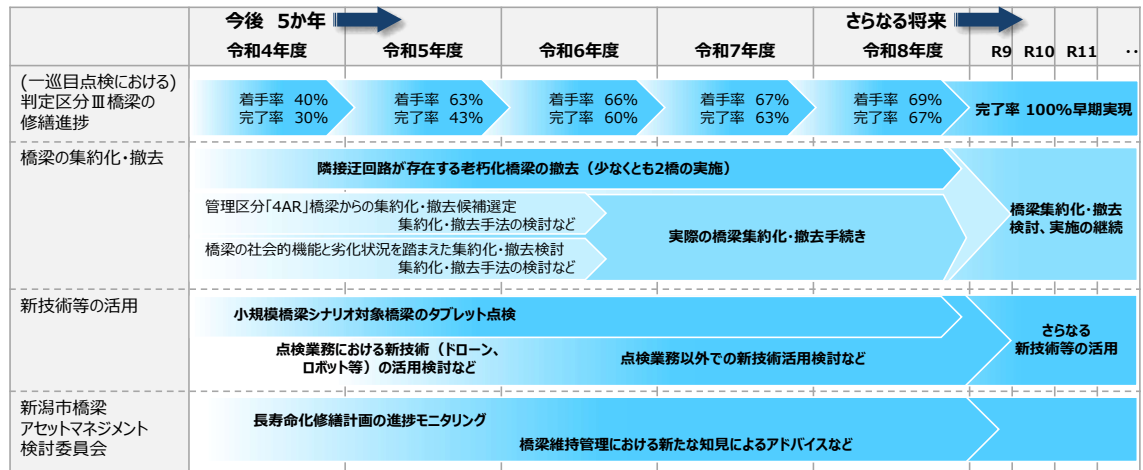 今後 5か年
さらなる将来
令和4年度
令和5年度
令和6年度
令和7年度
令和8年度
R9
R10
R11
‥
(一巡目点検における)
判定区分Ⅲ橋梁の
修繕進捗
着手率 40%
完了率 30%
着手率 63%
完了率 43%
着手率 66%
完了率 60%
着手率 67%
完了率 63%
着手率 69%
完了率 67%
完了率 100%早期実現
橋梁の集約化・撤去
隣接迂回路が存在する老朽化橋梁の撤去（少なくとも2橋の実施）
管理区分「4AR」橋梁からの集約化・撤去候補選定
集約化・撤去手法の検討など
橋梁の社会的機能と劣化状況を踏まえた集約化・撤去検討
集約化・撤去手法の検討など
実際の橋梁集約化・撤去手続き
橋梁集約化・撤去
検討、実施の継続
新技術等の活用
小規模橋梁シナリオ対象橋梁のタブレット点検
点検業務における新技術（ドローン、
ロボット等）の活用検討など
点検業務以外での新技術活用検討など
さらなる
新技術等の活用
新潟市橋梁
アセットマネジメント
検討委員会
長寿命化修繕計画の進捗モニタリング
橋梁維持管理における新たな知見によるアドバイスなど